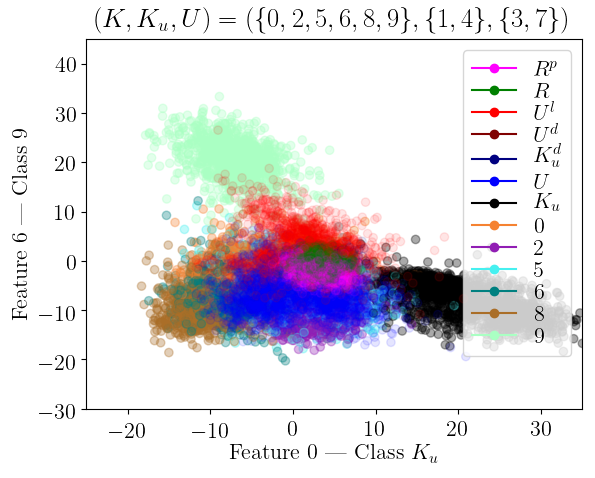 (K, K_u, U) = ({0, 2, 5, 6, 8, 9}, {1, 4}, {3, 7})
40
30
20
10
0
−10
−20
−30
Feature 6 — Class 9
R^p
R
U^l
U^d
K_u^d
U
K_u
0
2
5
6
8
9
−20
−10
0
10
20
30
Feature 0 — Class K_u